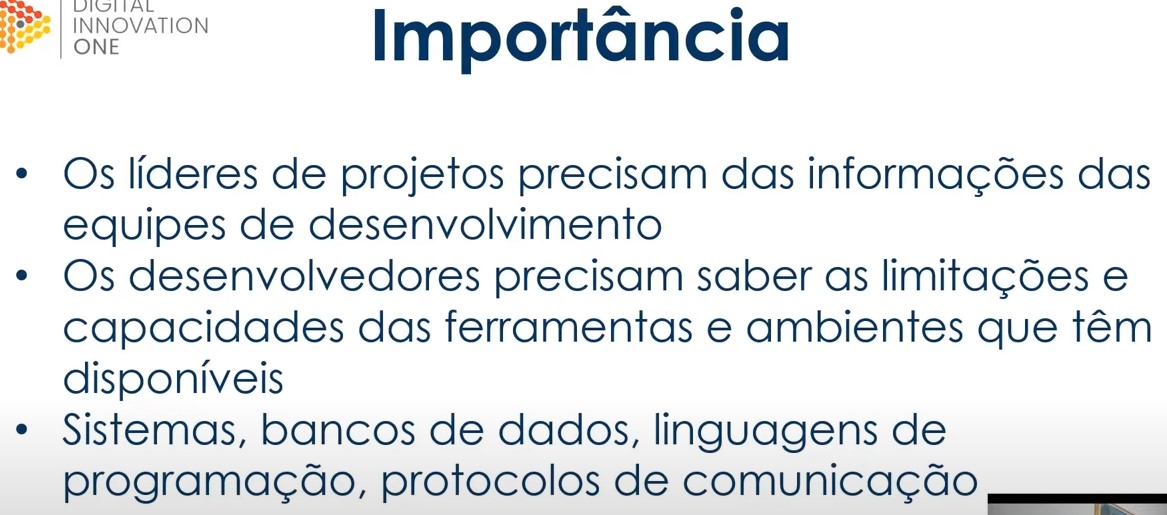 DIGITAL
INNOVATION
ONE
Importância
• Os líderes de projetos precisam das informações das
equipes de desenvolvimento
• Os desenvolvedores precisam saber as limitações e
capacidades das ferramentas e ambientes que têm
disponíveis
• Sistemas, bancos de dados, linguagens de
programação, protocolos de comunicação